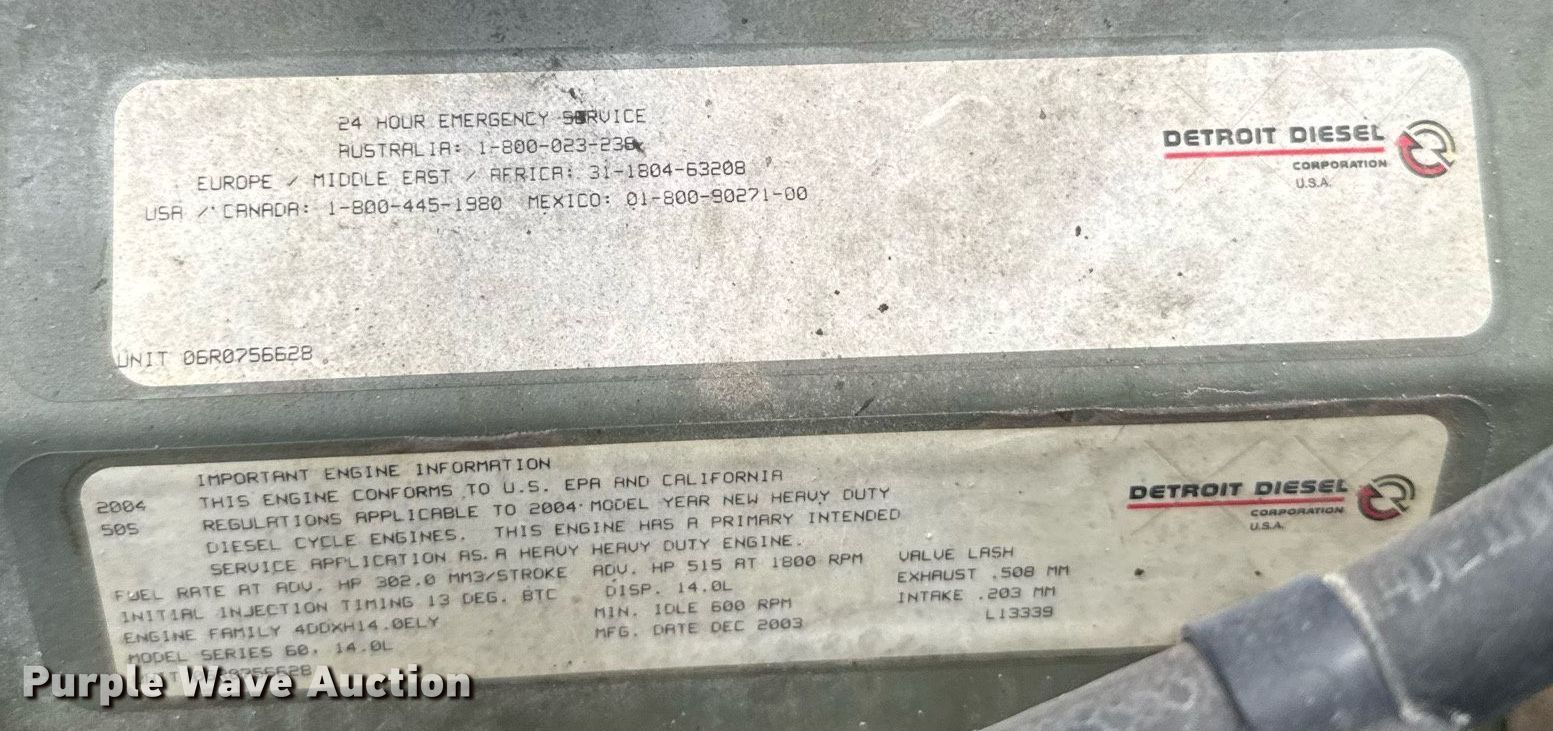 24 HOUR EMERGENCY SERVICE
AUSTRALIA: 1-800-023-238
EUROPE / MIDDLE EAST / AFRICA: 31-1804-63208
USA / CANADA: 1-800-445-1980 MEXICO: 01-800-90271-00
DETROIT DIESEL
CORPORATION
U.S.A.
UNIT 06R0756628
IMPORTANT ENGINE INFORMATION
2004 THIS ENGINE CONFORMS TO U.S. EPA AND CALIFORNIA
505 REGULATIONS APPLICABLE TO 2004 MODEL YEAR NEW HEAVY DUTY
DIESEL CYCLE ENGINES. THIS ENGINE HAS A PRIMARY INTENDED
SERVICE APPLICATION AS A HEAVY HEAVY DUTY ENGINE.
FUEL RATE AT ADV. HP 302.0 MM3/STROKE ADV. HP 515 AT 1800 RPM VALVE LASH
INITIAL INJECTION TIMING 13 DEG. BTC DISP. 14.0L EXHAUST .508 MM
ENGINE FAMILY 4DDXH14.0ELY MIN. IDLE 600 RPM INTAKE .203 MM
MODEL SERIES 60, 14.0L MFG. DATE DEC 2003 L13339
DETROIT DIESEL
CORPORATION
U.S.A.
Purple Wave Auction